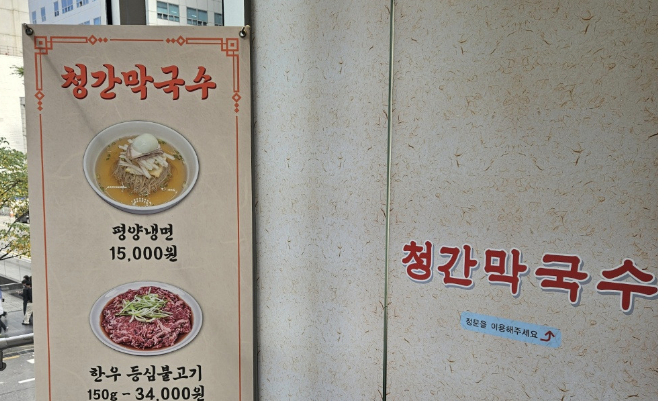 청간막국수
평양냉면
15,000원
한우 등심불고기
150g - 34,000원
청간막국수
정문을 이용해주세요